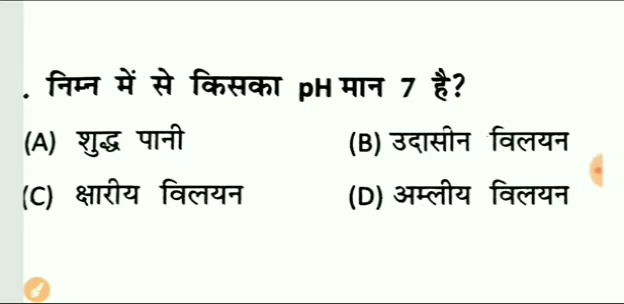 . निम्न में से किसका pH मान 7 है?
(A) शुद्ध पानी (B) उदासीन विलयन
(C) क्षारीय विलयन (D) अम्लीय विलयन